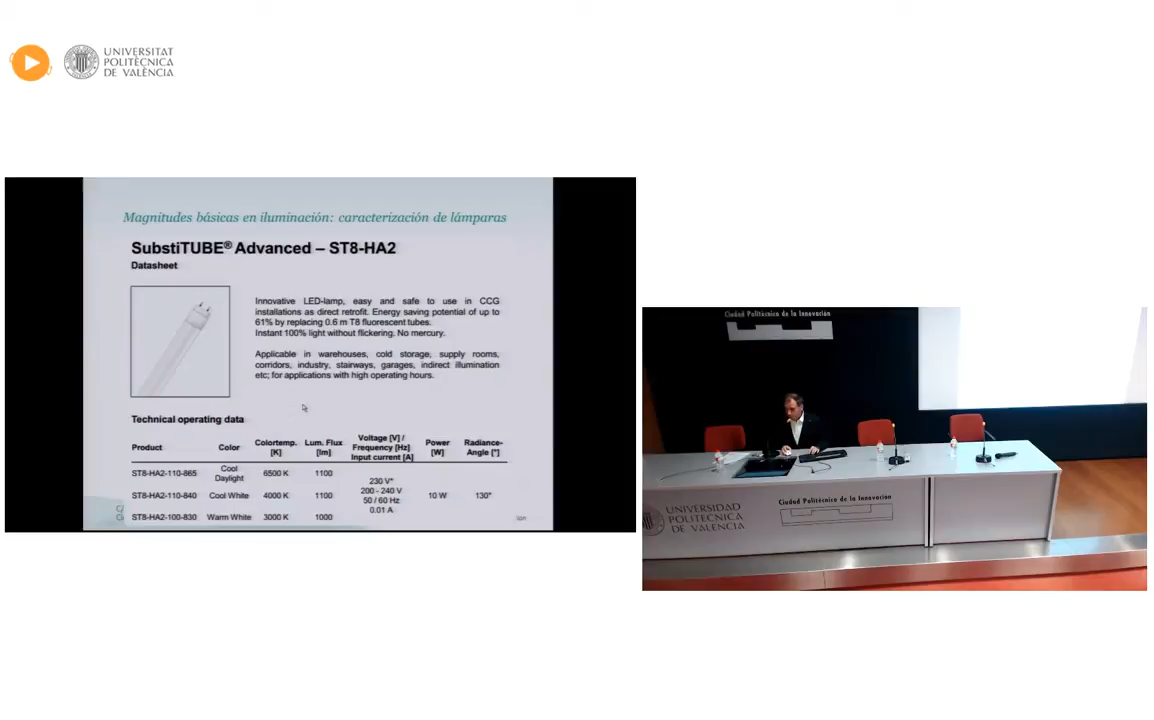 UNIVERSITAT
POLITÈCNICA
DE VALÈNCIA
Magnitudes básicas en iluminación: caracterización de lámparas
SubstiTUBE® Advanced – ST8-HA2
Datasheet
Innovative LED-lamp, easy and safe to use in CCG
installations as direct retrofit. Energy saving potential of up to
61% by replacing 0.6 m T8 fluorescent tubes.
Instant 100% light without flickering. No mercury.
Applicable in warehouses, cold storage, supply rooms,
corridors, industry, stairways, garages, indirect illumination
etc; for applications with high operating hours.
Technical operating data
Product Color Colortemp. [K] Lum. Flux [lm] Voltage [V] / Frequency [Hz] Input current [A] Power [W] Radiance-Angle [°]
ST8-HA2-110-865 Cool Daylight 6500 K 1100
ST8-HA2-110-840 Cool White 4000 K 1100
ST8-HA2-100-830 Warm White 3000 K 1000
230 V*
200 - 240 V
50 / 60 Hz
0.01 A
10 W
130°
Ciudad Politécnica de la Innovación
UNIVERSIDAD
POLITECNICA
DE VALENCIA
Ciudad Politécnica de la Innovación